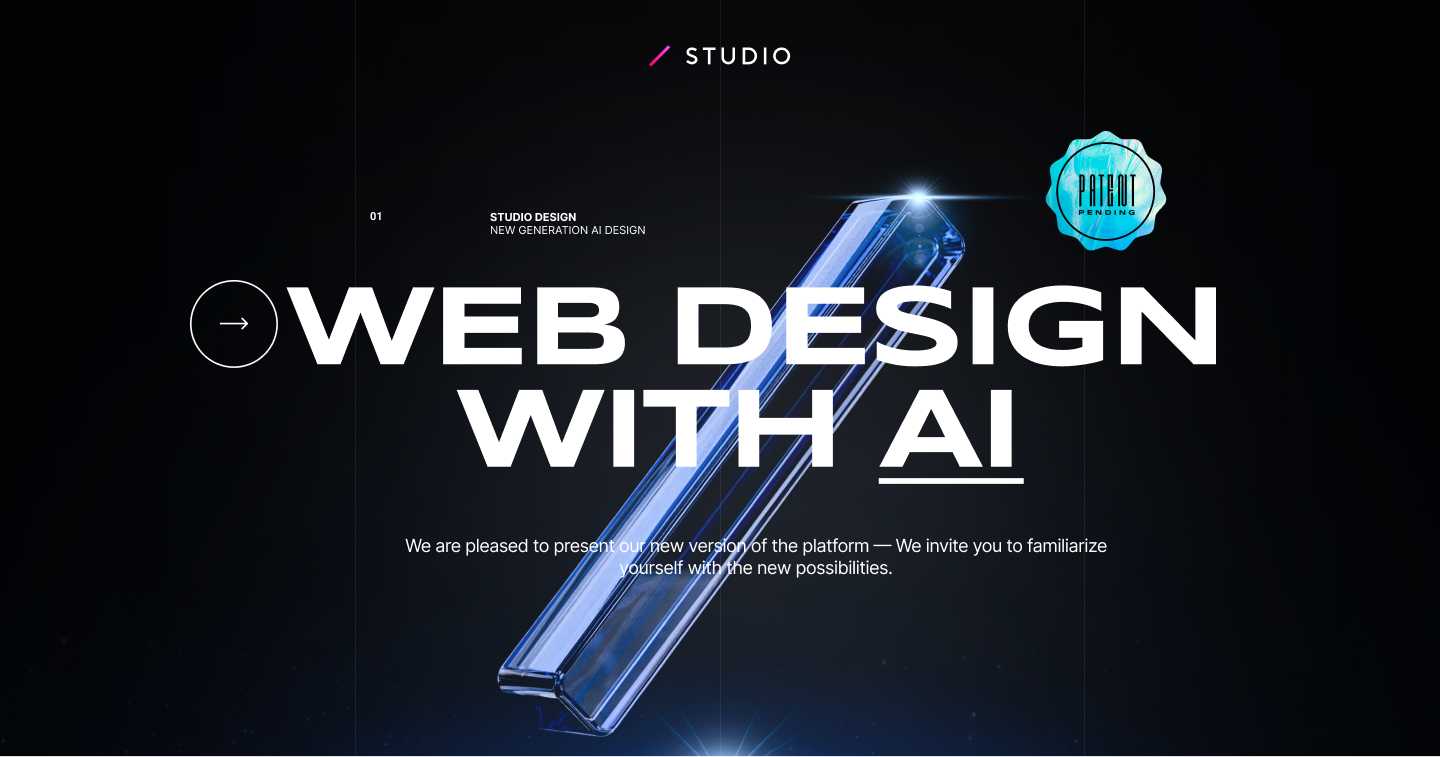 STUDIO
PATENT
PENDING
01
STUDIO DESIGN
NEW GENERATION AI DESIGN
WEB DESIGN
WITH AI
We are pleased to present our new version of the platform — We invite you to familiarize
yourself with the new possibilities.